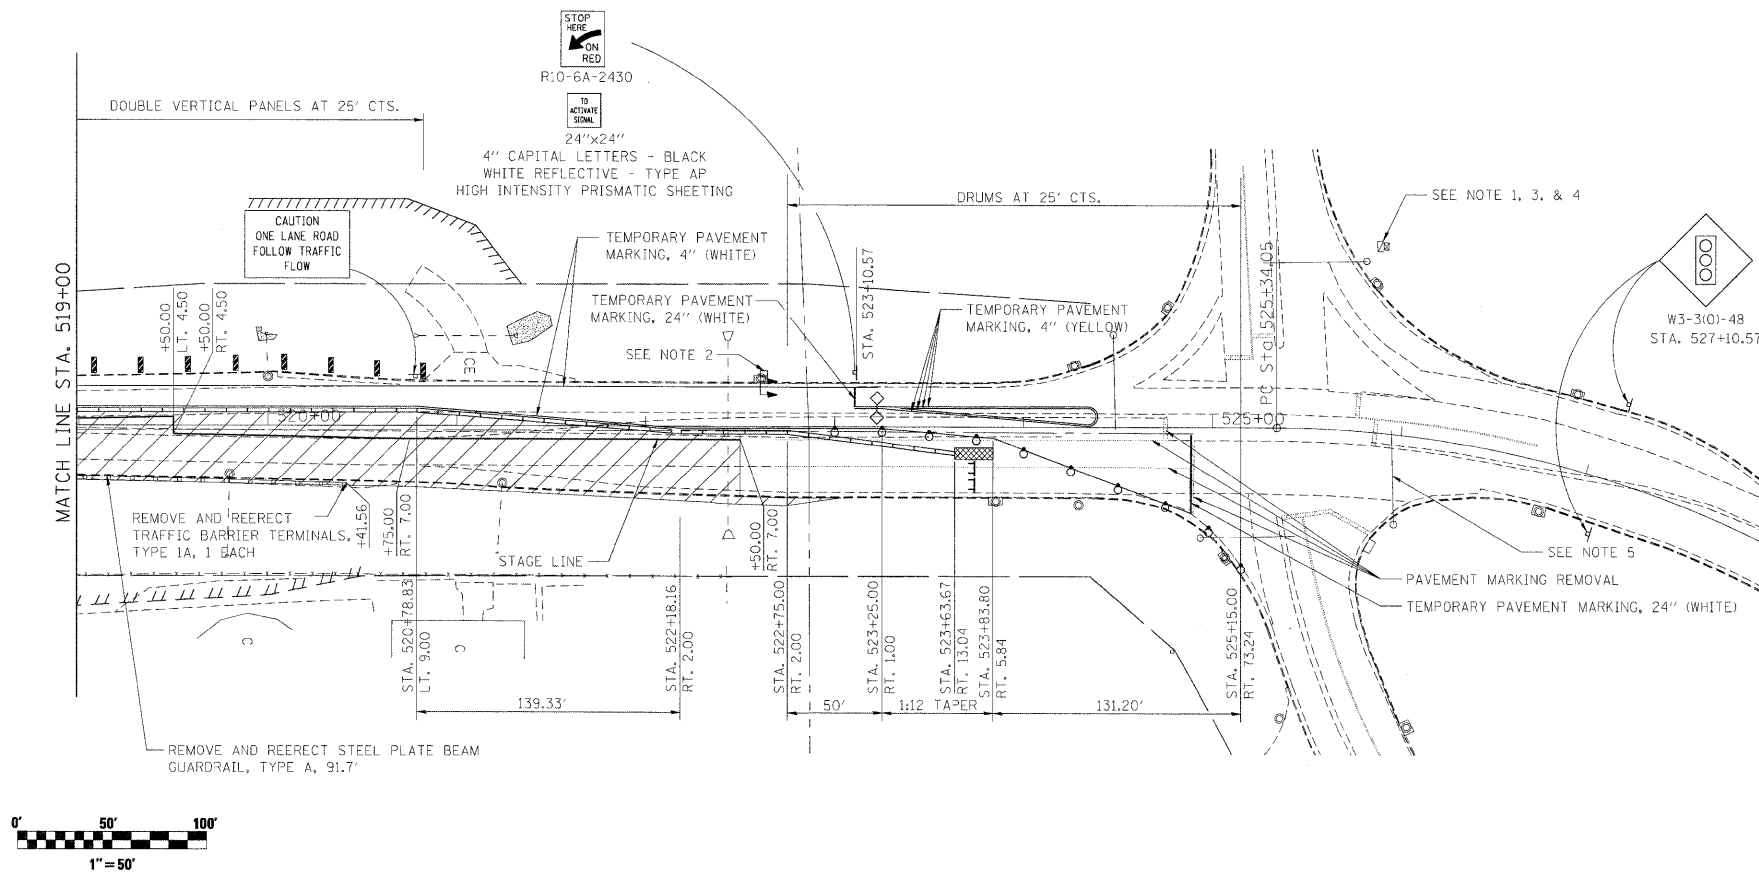 STOP
HERE
ON
RED
R10-6A-2430
TO
ACTIVATE
SIGNAL
24"x24"
4" CAPITAL LETTERS - BLACK
WHITE REFLECTIVE - TYPE AP
HIGH INTENSITY PRISMATIC SHEETING
DOUBLE VERTICAL PANELS AT 25' CTS.
DRUMS AT 25' CTS.
SEE NOTE 1, 3, & 4
CAUTION
ONE LANE ROAD
FOLLOW TRAFFIC
FLOW
TEMPORARY PAVEMENT
MARKING, 4" (WHITE)
TEMPORARY PAVEMENT
MARKING, 24" (WHITE)
TEMPORARY PAVEMENT
MARKING, 4" (YELLOW)
SEE NOTE 2
STA. 523+10.57
PC Sta 525+34.05
W3-3(O)-48
STA. 527+10.57
MATCH LINE STA. 519+00
+50.00
LT. 4.50
+50.00
RT. 4.50
CE
520+00
525+00
REMOVE AND REERECT
TRAFFIC BARRIER TERMINALS,
TYPE 1A, 1 EACH
+41.56
+75.00
RT. 7.00
STAGE LINE
+50.00
RT. 7.00
SEE NOTE 5
PAVEMENT MARKING REMOVAL
TEMPORARY PAVEMENT MARKING, 24" (WHITE)
C
C
STA. 520+78.83
LT. 9.00
STA. 522+18.16
RT. 2.00
STA. 522+75.00
RT. 2.00
STA. 523+25.00
RT. 1.00
STA. 523+63.67
RT. 13.04
STA. 523+83.80
RT. 5.84
STA. 525+15.00
RT. 73.24
139.33'
50'
1:12 TAPER
131.20'
REMOVE AND REERECT STEEL PLATE BEAM
GUARDRAIL, TYPE A, 91.7'
0' 50' 100'
1"=50'